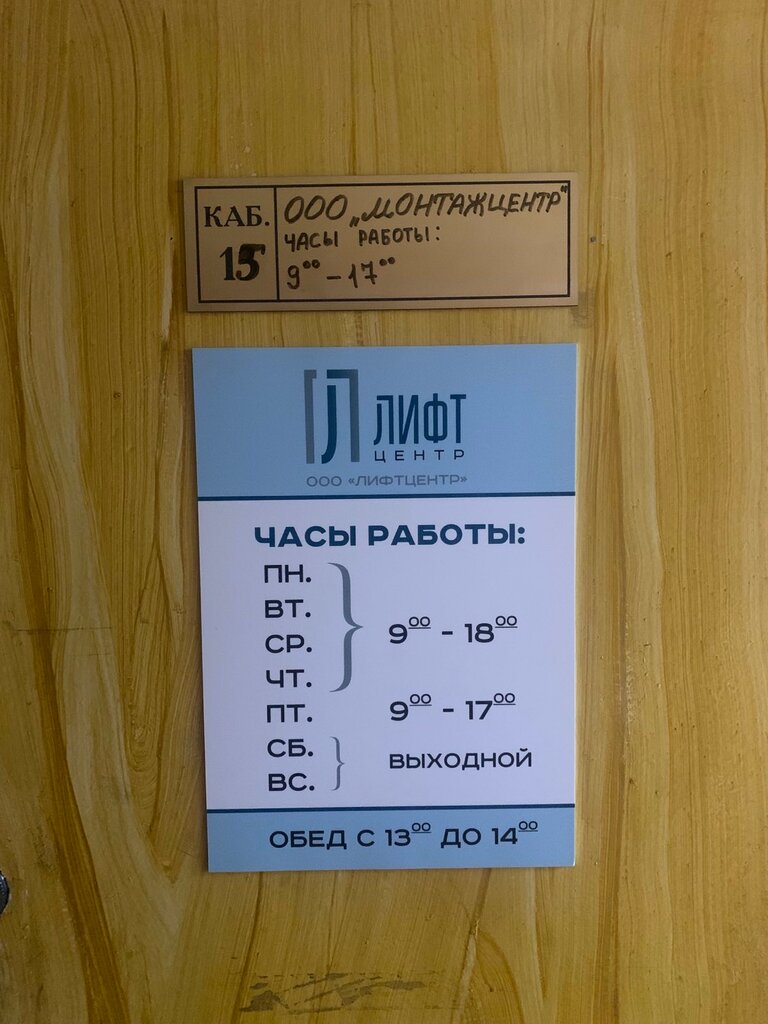 КАБ.
15
ООО „МОНТАЖЦЕНТР"
ЧАСЫ РАБОТЫ:
9⁰⁰ - 17⁰⁰
ЛИФТ
ЦЕНТР
ООО «ЛИФТЦЕНТР»
ЧАСЫ РАБОТЫ:
ПН.
ВТ.
СР.
ЧТ.
9⁰⁰ - 18⁰⁰
ПТ. 9⁰⁰ - 17⁰⁰
СБ.
ВС.
ВЫХОДНОЙ
ОБЕД С 13⁰⁰ ДО 14⁰⁰